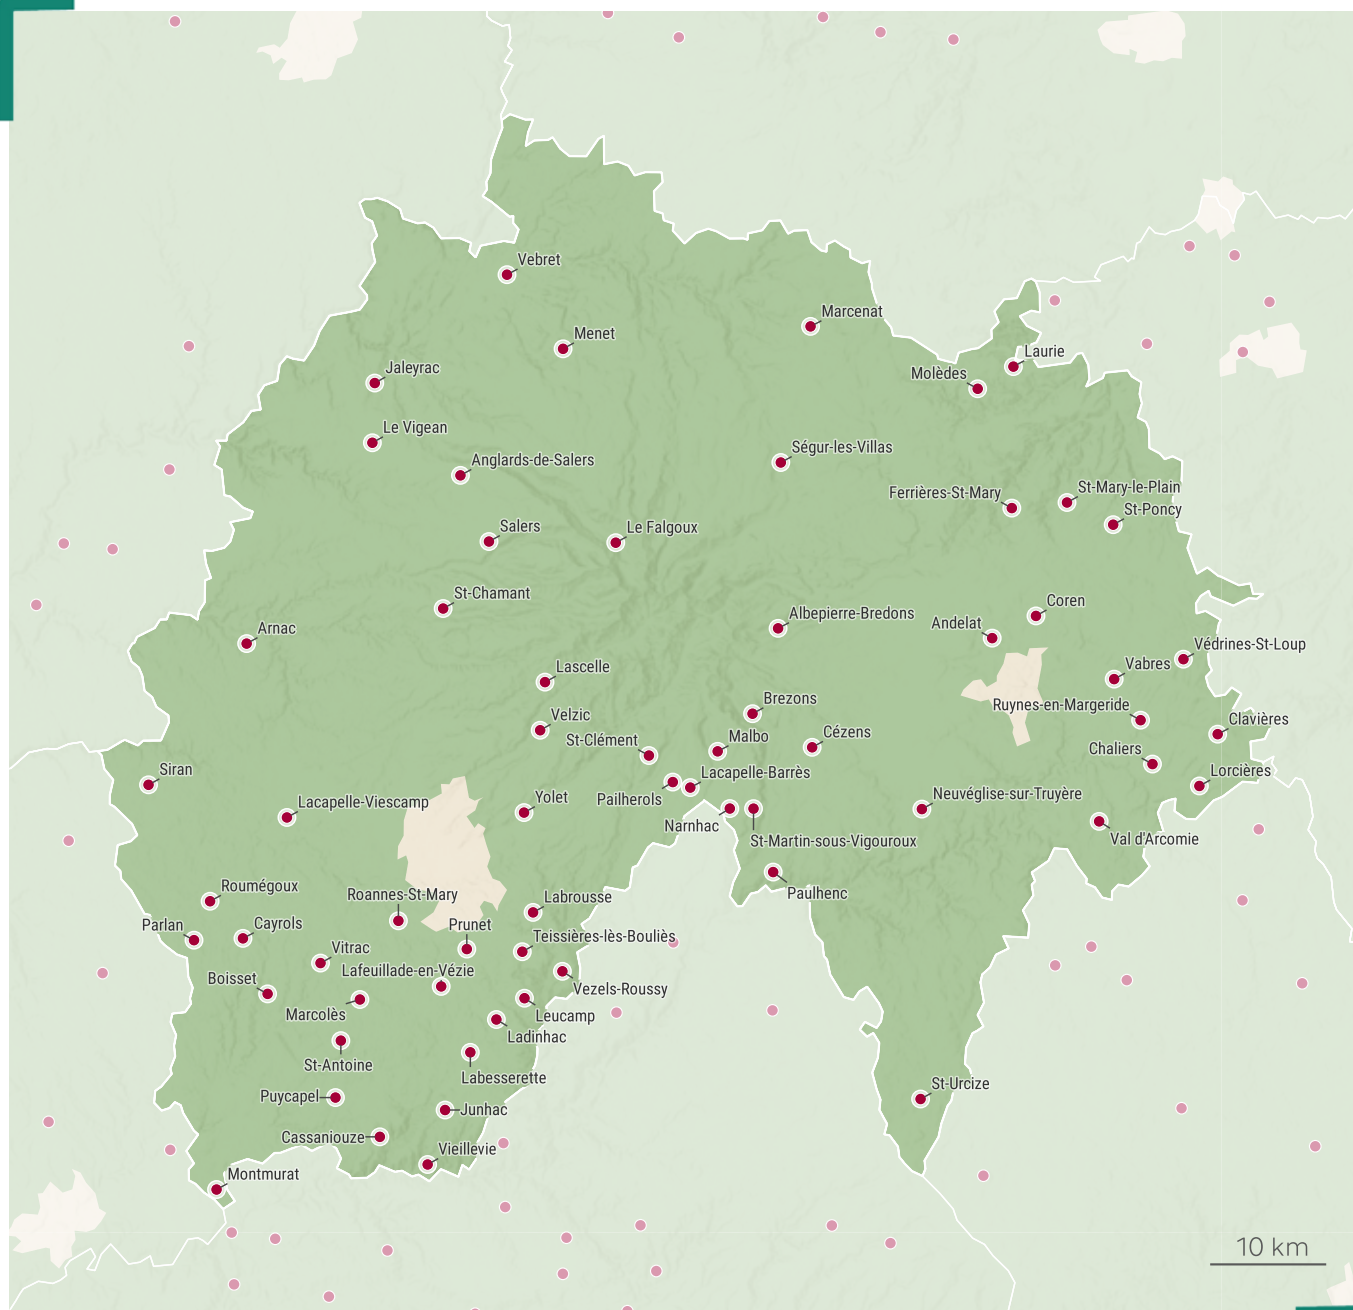 Vebret
Marcenat
Menet
Laurie
Molèdes
Jaleyrac
Le Vigean
Ségur-les-Villas
Anglards-de-Salers
St-Mary-le-Plain
Ferrières-St-Mary
St-Poncy
Salers
Le Falgoux
St-Chamant
Coren
Albepierre-Bredons
Andelat
Arnac
Védrines-St-Loup
Vabres
Lascelle
Brezons
Ruynes-en-Margeride
Velzic
Clavières
Cézens
Malbo
St-Clément
Chaliers
Siran
Lacapelle-Barrès
Lorcières
Neuvéglise-sur-Truyère
Yolet
Pailherols
Lacapelle-Viescamp
Narnhac
Val d'Arcomie
St-Martin-sous-Vigouroux
Roumégoux
Paulhenc
Roannes-St-Mary
Labrousse
Cayrols
Parlan
Prunet
Teissières-lès-Bouliès
Vitrac
Lafeuillade-en-Vézie
Boisset
Vezels-Roussy
Marcolès
Leucamp
Ladinhac
St-Antoine
Labesserette
St-Urcize
Puycapel
Junhac
Cassaniouze
Vieillevie
Montmurat
10 km